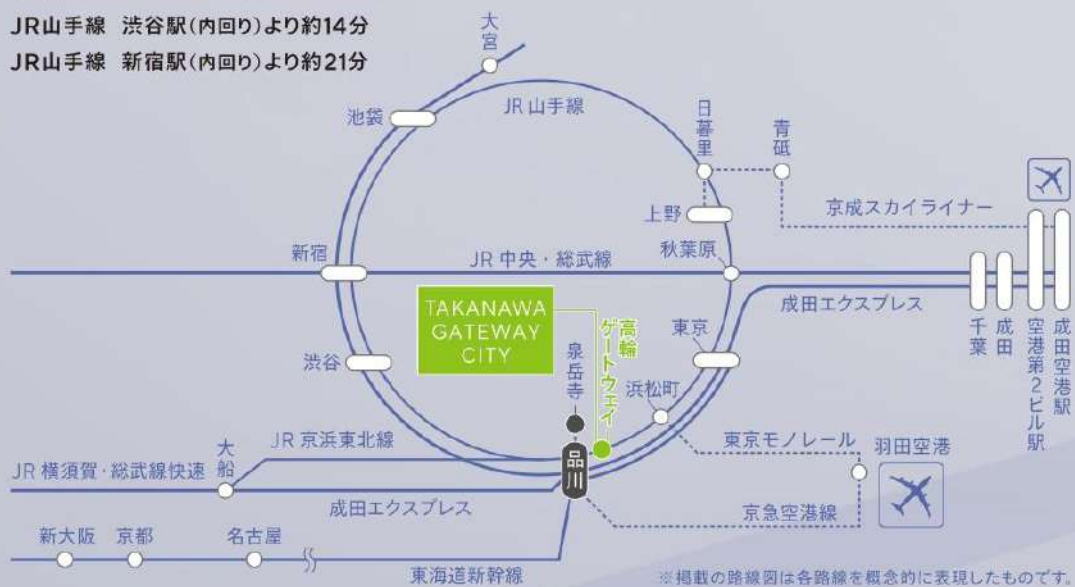 JR山手線 渋谷駅(内回り)より約14分
JR山手線 新宿駅(内回り)より約21分
大宮
池袋
JR山手線
日暮里
青砥
上野
京成スカイライナー
新宿
JR中央・総武線
秋葉原
成田エクスプレス
千葉
成田
空港第2ビル駅
成田空港駅
TAKANAWA
GATEWAY
CITY
高輪
ゲートウェイ
泉岳寺
東京
渋谷
浜松町
東京モノレール
羽田空港
JR京浜東北線
大船
品川
JR横須賀・総武線快速
成田エクスプレス
京急空港線
新大阪
京都
名古屋
東海道新幹線
※掲載の路線図は各路線を概念的に表現したものです。